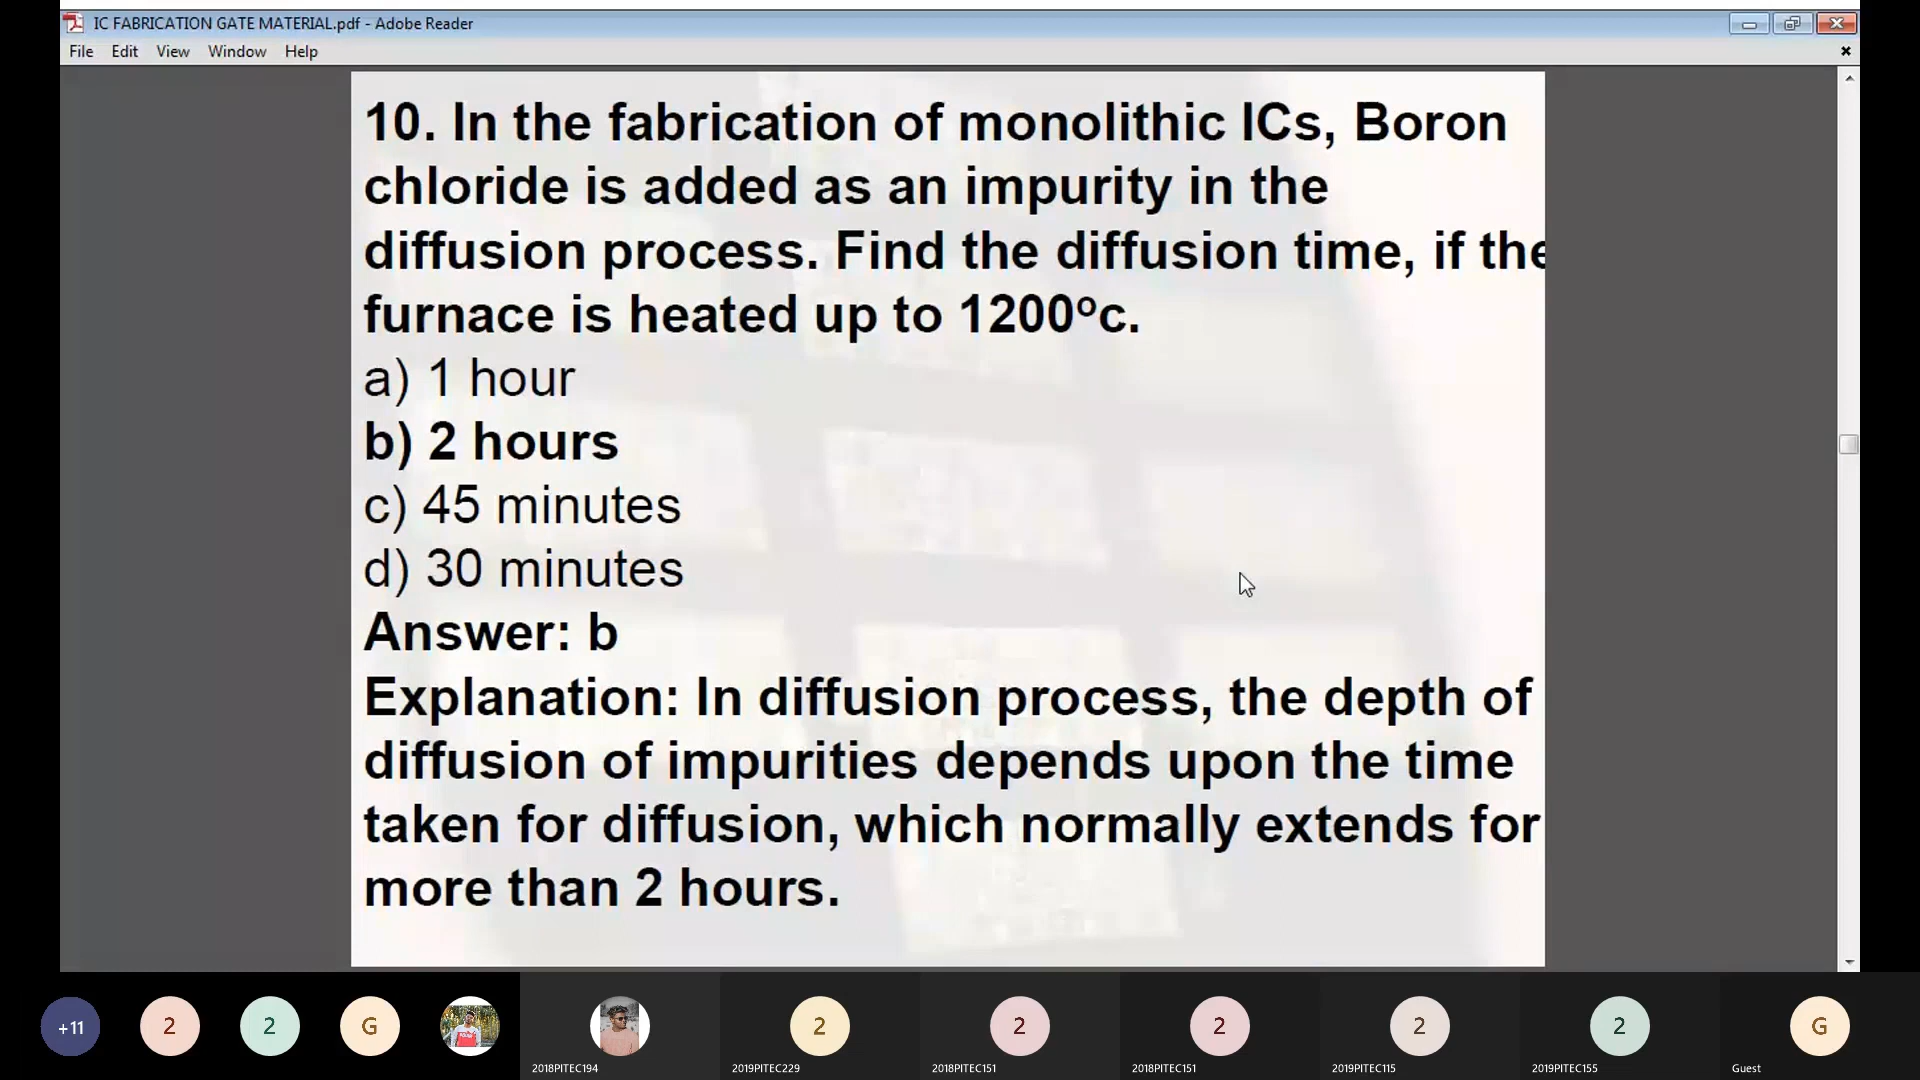 IC FABRICATION GATE MATERIAL.pdf - Adobe Reader
File Edit View Window Help
10. In the fabrication of monolithic ICs, Boron
chloride is added as an impurity in the
diffusion process. Find the diffusion time, if the
furnace is heated up to 1200ºc.
a) 1 hour
b) 2 hours
c) 45 minutes
d) 30 minutes
Answer: b
Explanation: In diffusion process, the depth of
diffusion of impurities depends upon the time
taken for diffusion, which normally extends for
more than 2 hours.
+11 2 2 G 2 2 2 2 2 G
2018PITEC194 2019PITEC229 2018PITEC151 2018PITEC151 2019PITEC115 2019PITEC155 Guest